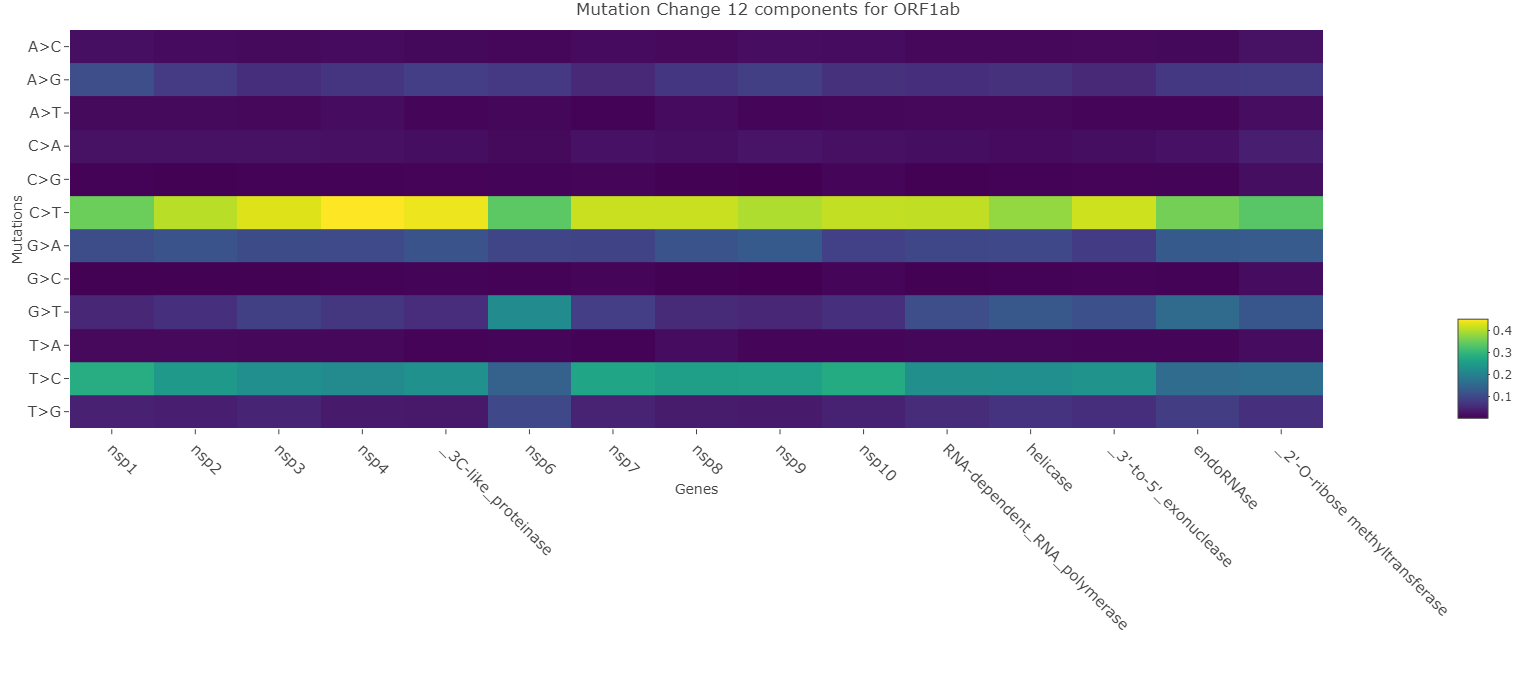 Mutation Change 12 components for ORF1ab
Mutations
A>C
A>G
A>T
C>A
C>G
C>T
G>A
G>C
G>T
T>A
T>C
T>G
nsp1
nsp2
nsp3
nsp4
_3C-like_proteinase
nsp6
nsp7
nsp8
nsp9
nsp10
RNA-dependent_RNA_polymerase
helicase
_3'-to-5'_exonuclease
endoRNAse
_2'-O-ribose methyltransferase
Genes
0.4
0.3
0.2
0.1